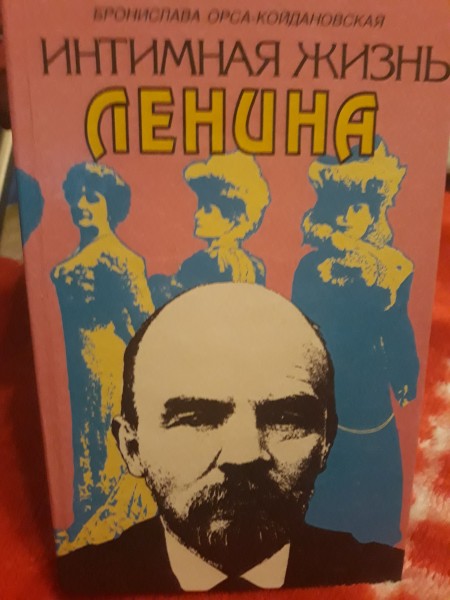 БРОНИСЛАВА ОРСА-КОЙДАНОВСКАЯ
ИНТИМНАЯ ЖИЗНЬ
ЛЕНИНА